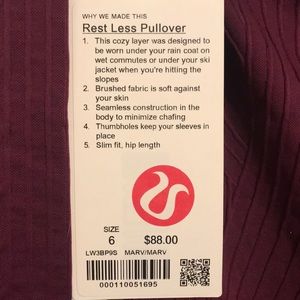 WHY WE MADE THIS
Rest Less Pullover
1. This cozy layer was designed to
be worn under your rain coat on
wet commutes or under your ski
jacket when you're hitting the
slopes
2. Brushed fabric is soft against
your skin
3. Seamless construction in the
body to minimize chafing
4. Thumbholes keep your sleeves in
place
5. Slim fit, hip length
SIZE
6 $88.00
LW3BP9S MARV/MARV
000110051695